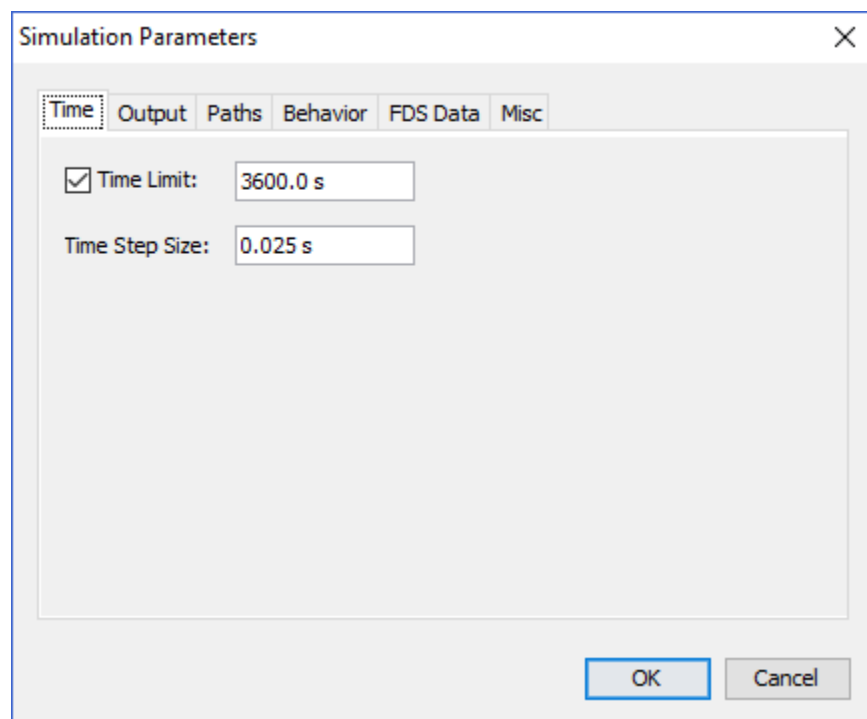 Simulation Parameters
Time Output Paths Behavior FDS Data Misc
Time Limit: 3600.0 s
Time Step Size: 0.025 s
OK Cancel